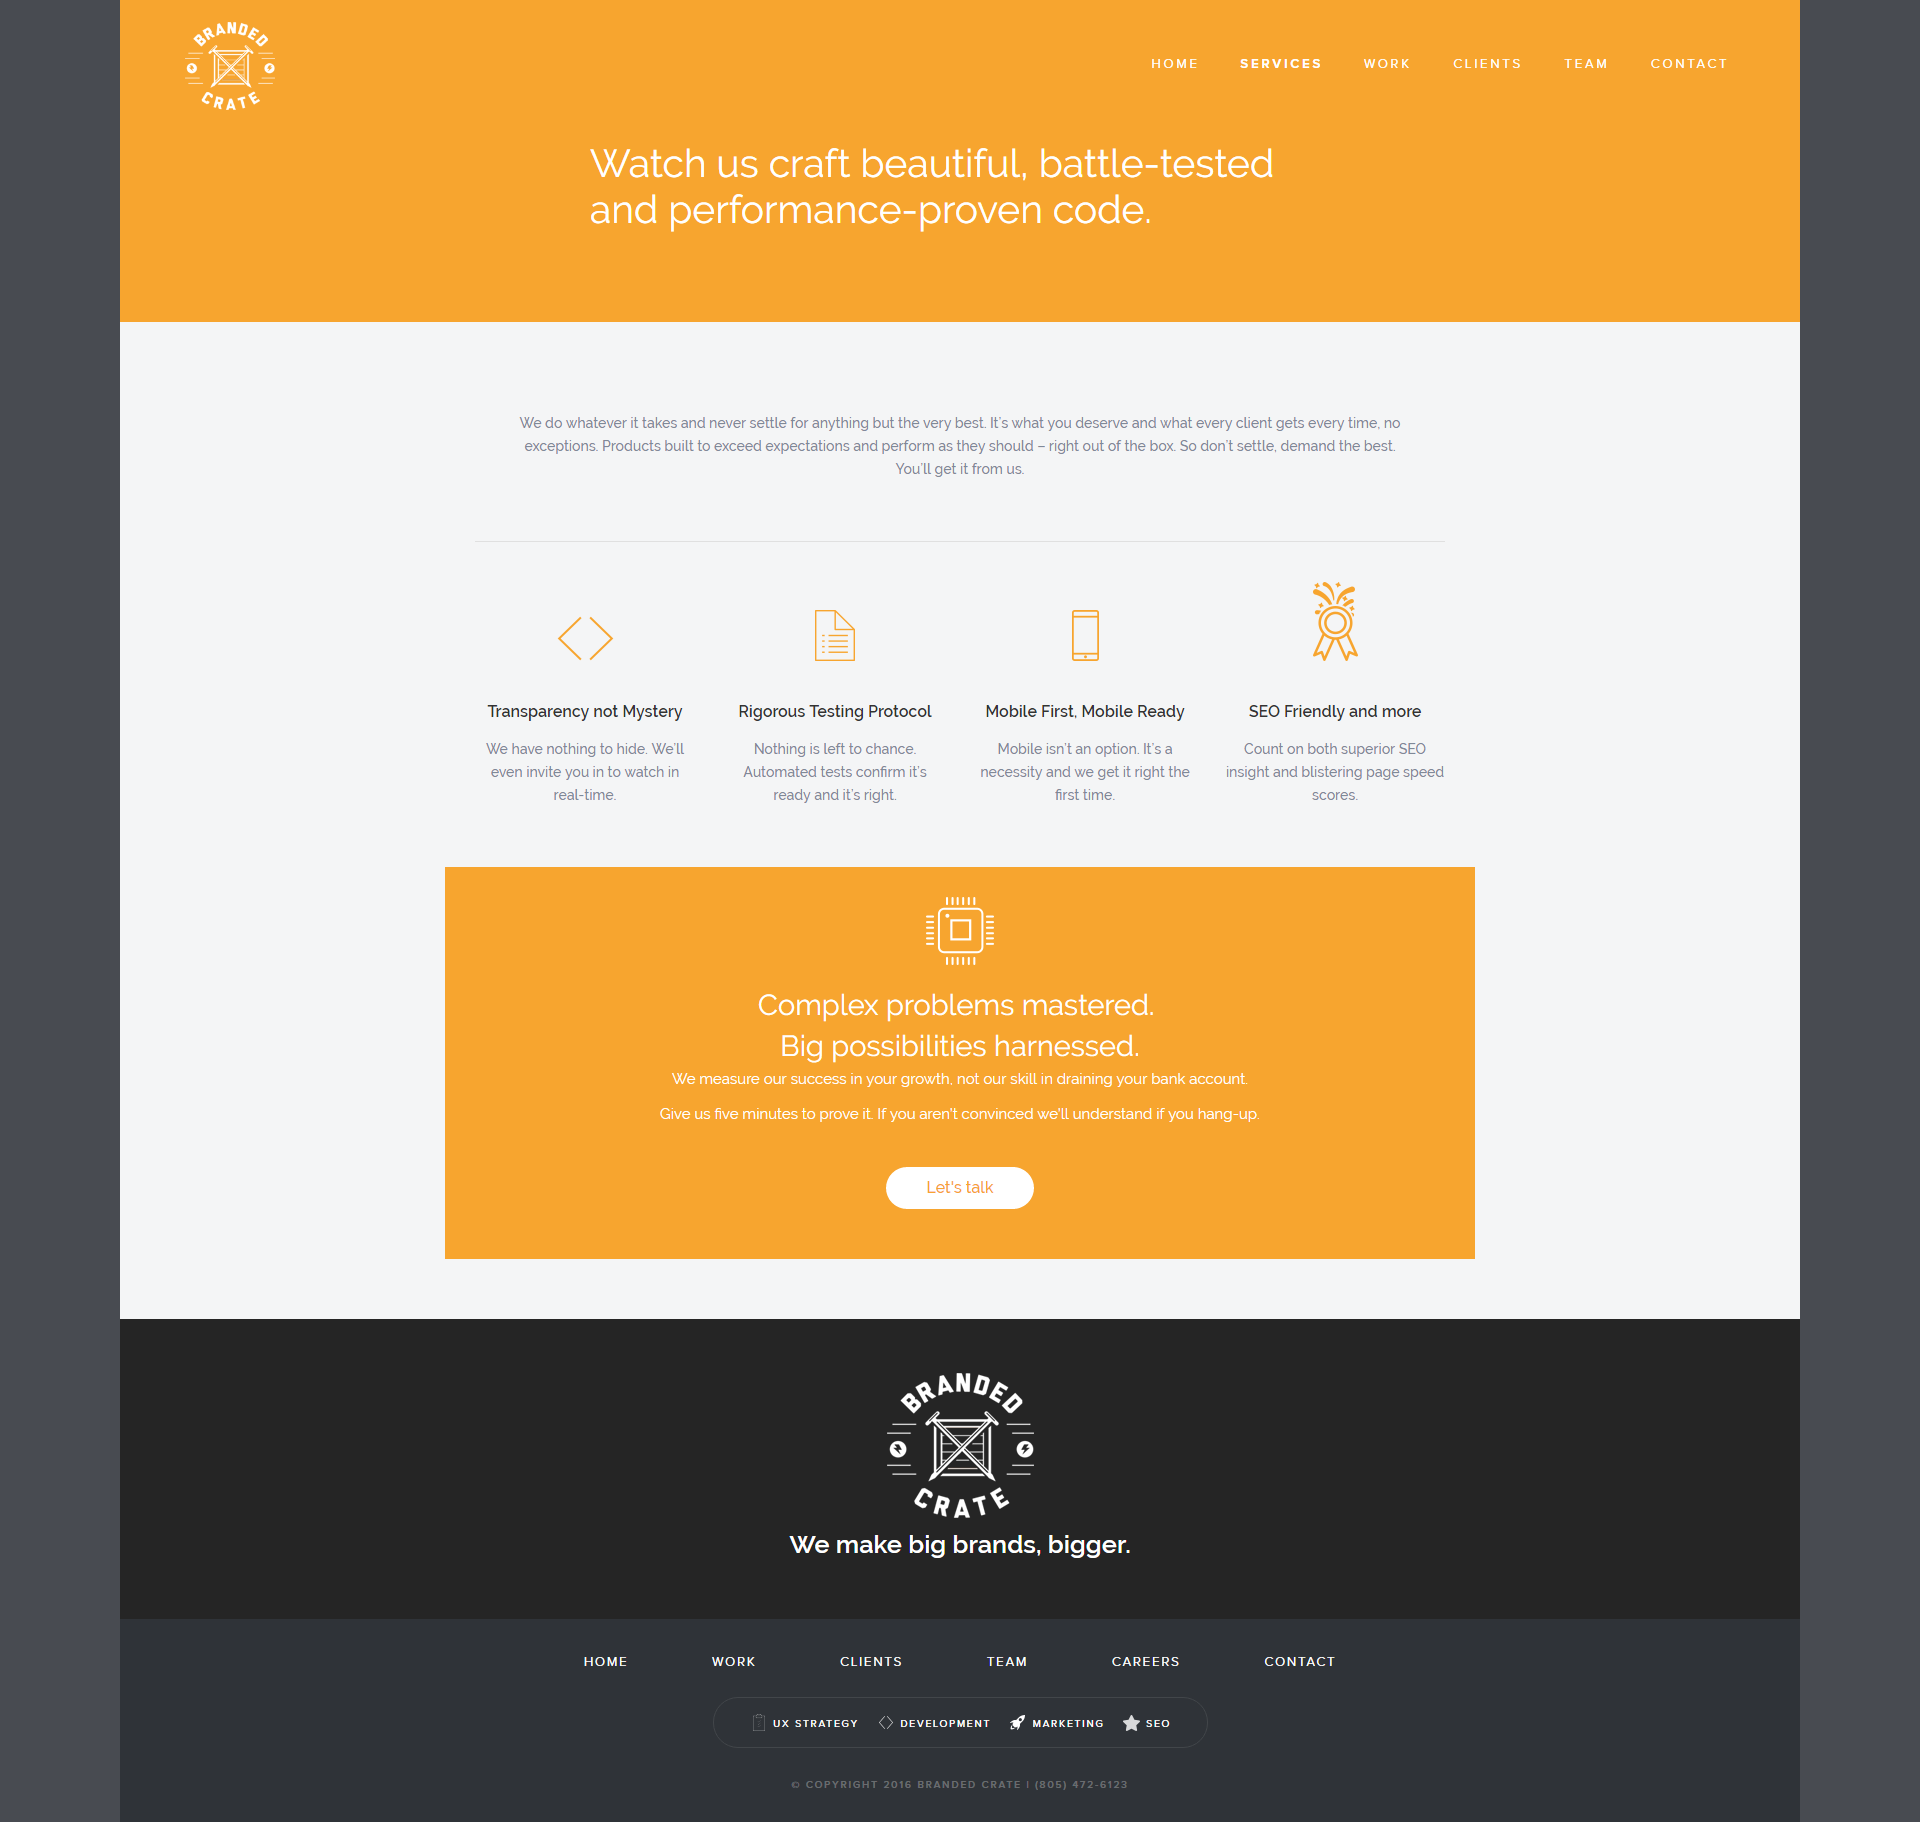 BRANDED
CRATE
HOME SERVICES WORK CLIENTS TEAM CONTACT
Watch us craft beautiful, battle-tested
and performance-proven code.
We do whatever it takes and never settle for anything but the very best. It's what you deserve and what every client gets every time, no
exceptions. Products built to exceed expectations and perform as they should – right out of the box. So don't settle, demand the best.
You'll get it from us.
Transparency not Mystery
We have nothing to hide. We'll
even invite you in to watch in
real-time.
Rigorous Testing Protocol
Nothing is left to chance.
Automated tests confirm it's
ready and it's right.
Mobile First, Mobile Ready
Mobile isn't an option. It's a
necessity and we get it right the
first time.
SEO Friendly and more
Count on both superior SEO
insight and blistering page speed
scores.
Complex problems mastered.
Big possibilities harnessed.
We measure our success in your growth, not our skill in draining your bank account.
Give us five minutes to prove it. If you aren't convinced we'll understand if you hang-up.
Let's talk
BRANDED
CRATE
We make big brands, bigger.
HOME WORK CLIENTS TEAM CAREERS CONTACT
UX STRATEGY DEVELOPMENT MARKETING SEO
© COPYRIGHT 2016 BRANDED CRATE | (805) 472-6123